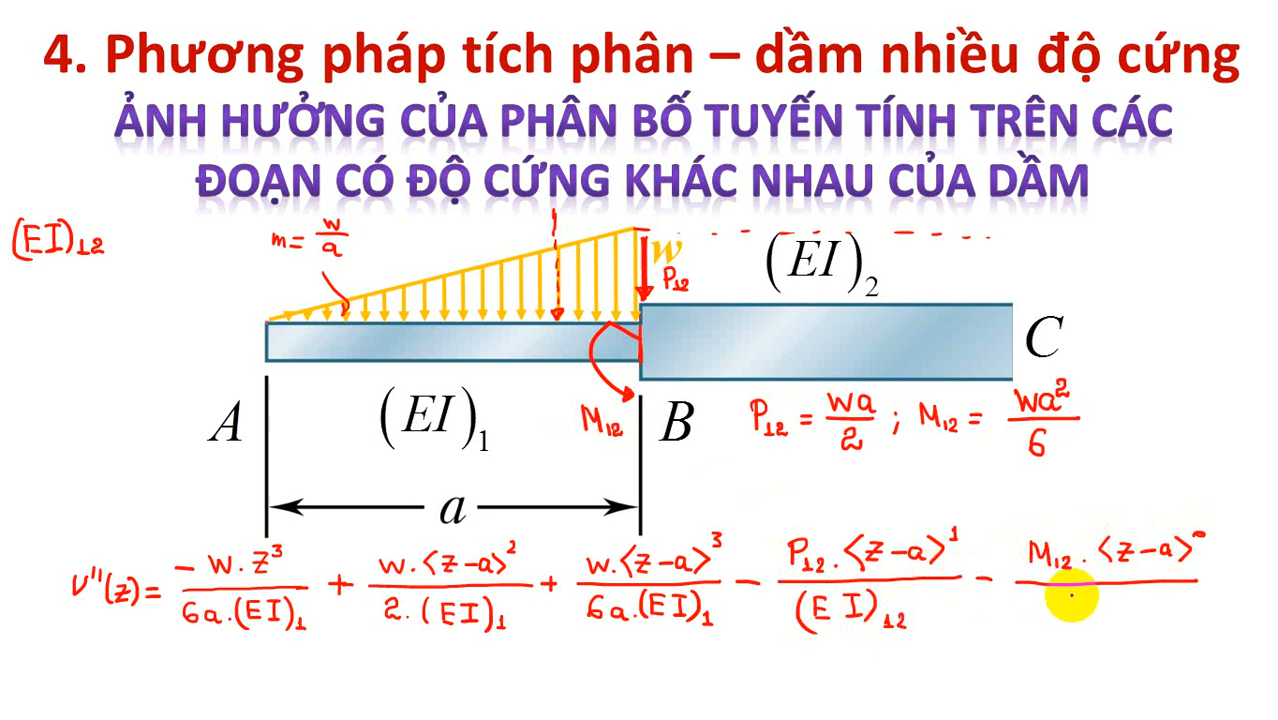 4. Phương pháp tích phân – dầm nhiều độ cứng
ẢNH HƯỞNG CỦA PHÂN BỐ TUYẾN TÍNH TRÊN CÁC
ĐOẠN CÓ ĐỘ CỨNG KHÁC NHAU CỦA DẦM
(EI)₁₂
m = w/a
w
P₁₂
(EI)₂
C
A
(EI)₁
M₁₂
B
P₁₂ = wa/2 ; M₁₂ = wa²/6
a
v''(z) = -w.z³/6a.(EI)₁ + w.⟨z-a⟩²/2.(EI)₁ + w.⟨z-a⟩³/6a.(EI)₁ - P₁₂.⟨z-a⟩¹/(EI)₁₂ - M₁₂.⟨z-a⟩⁰